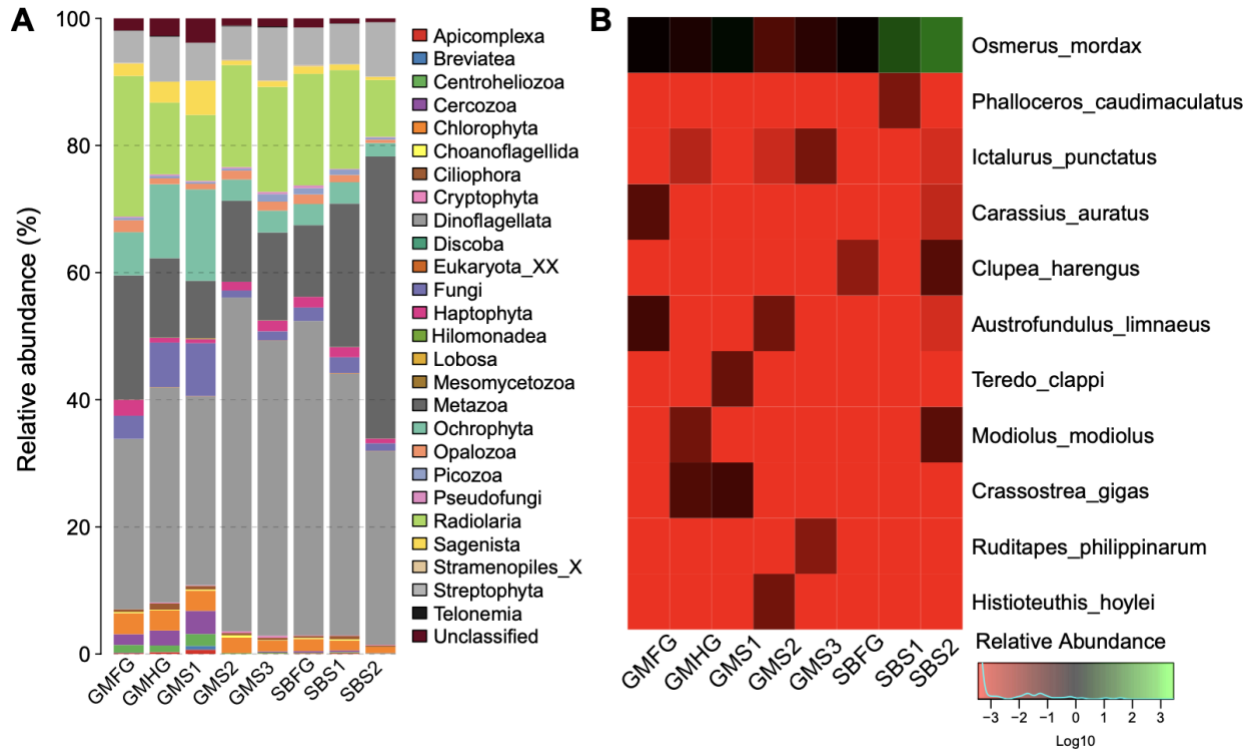 A
Relative abundance (%)
100
80
60
40
20
0
GMFG
GMHG
GMS1
GMS2
GMS3
SBFG
SBS1
SBS2
Apicomplexa
Breviatea
Centroheliozoa
Cercozoa
Chlorophyta
Choanoflagellida
Ciliophora
Cryptophyta
Dinoflagellata
Discoba
Eukaryota_XX
Fungi
Haptophyta
Hilomonadea
Lobosa
Mesomycetozoa
Metazoa
Ochrophyta
Opalozoa
Picozoa
Pseudofungi
Radiolaria
Sagenista
Stramenopiles_X
Streptophyta
Telonemia
Unclassified
B
Osmerus_mordax
Phalloceros_caudimaculatus
Ictalurus_punctatus
Carassius_auratus
Clupea_harengus
Austrofundulus_limnaeus
Teredo_clappi
Modiolus_modiolus
Crassostrea_gigas
Ruditapes_philippinarum
Histioteuthis_hoylei
GMFG
GMHG
GMS1
GMS2
GMS3
SBFG
SBS1
SBS2
Relative Abundance
−3 −2 −1 0 1 2 3
Log10